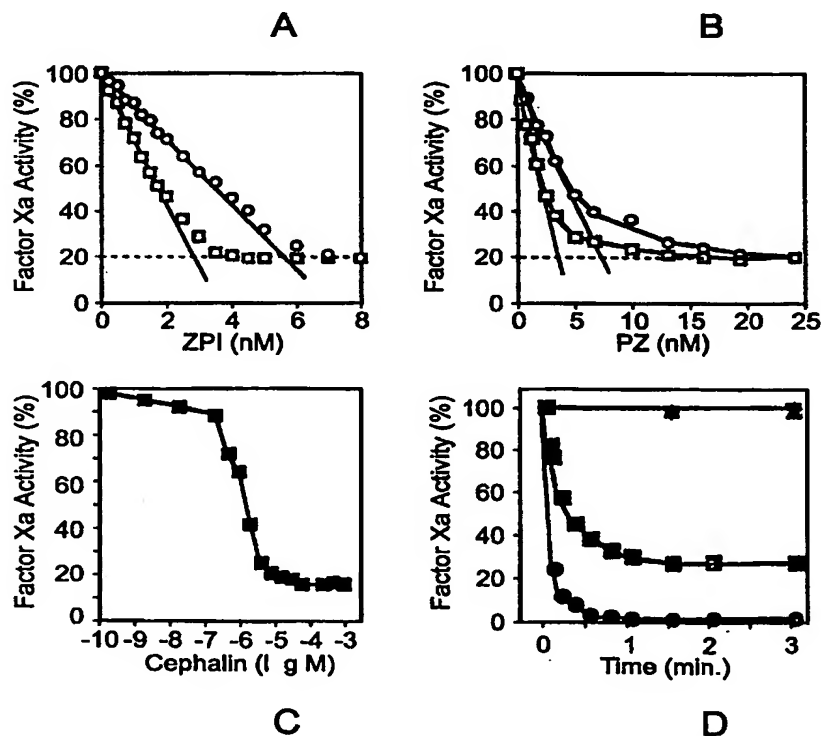 A
B
Factor Xa Activity (%)
100
80
60
40
20
0
0 2 4 6 8
ZPI (nM)
Factor Xa Activity (%)
100
80
60
40
20
0
0 5 10 15 20 25
PZ (nM)
Factor Xa Activity (%)
100
80
60
40
20
0
-10 -9 -8 -7 -6 -5 -4 -3
Cephalin (l g M)
Factor Xa Activity (%)
100
80
60
40
20
0
0 1 2 3
Time (min.)
C
D